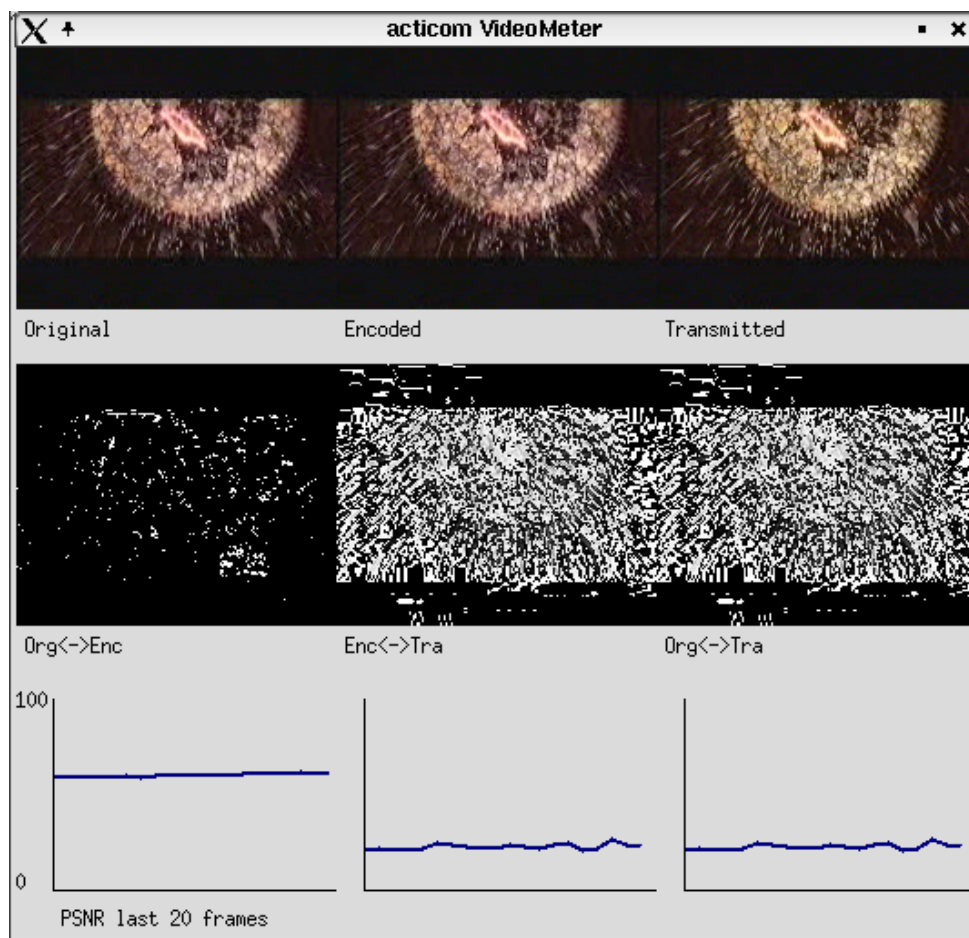 acticom VideoMeter
Original Encoded Transmitted
Org<->Enc Enc<->Tra Org<->Tra
100
0
PSNR last 20 frames